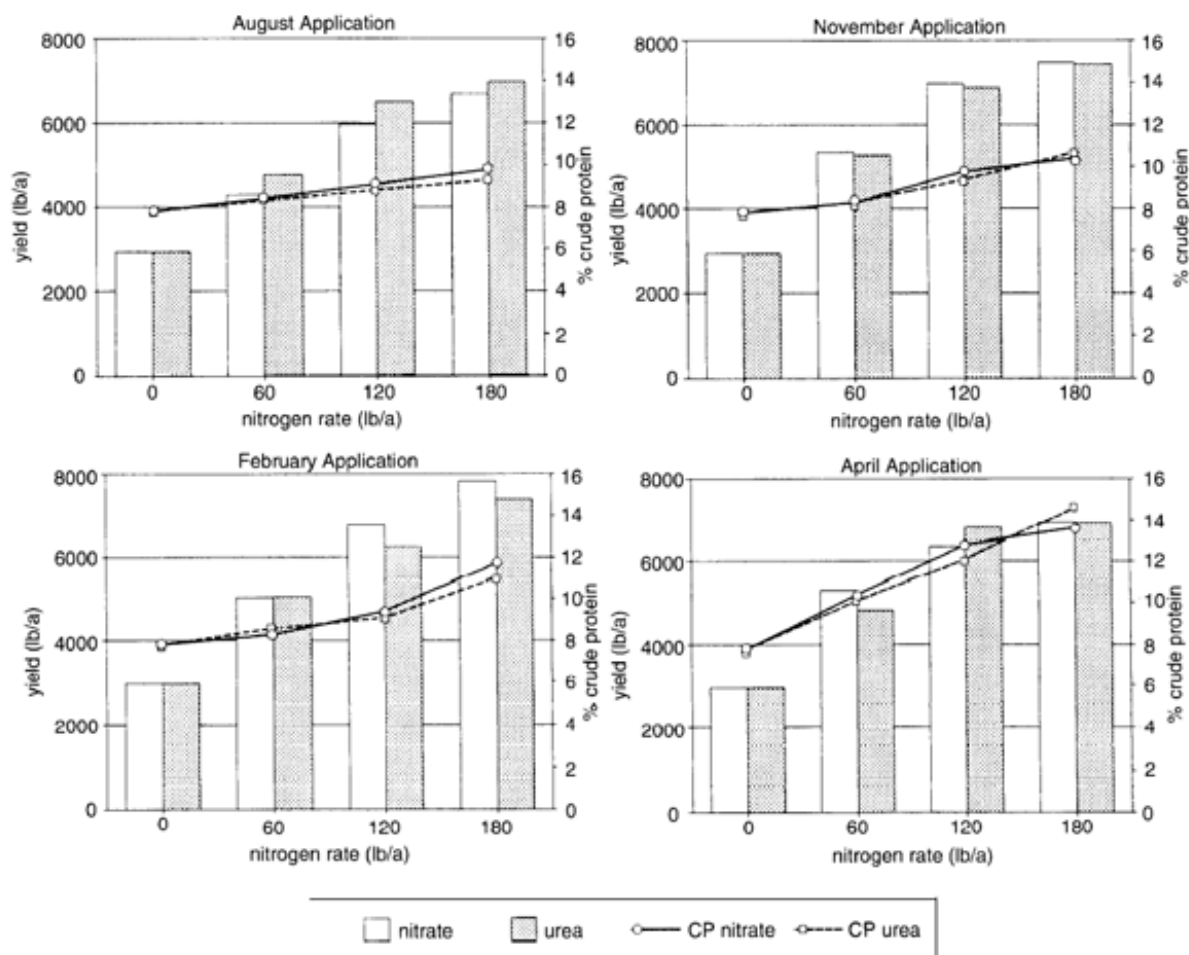 August Application
8000
6000
4000
2000
0
yield (lb/a)
16
14
12
10
8
6
4
2
0
% crude protein
0 60 120 180
nitrogen rate (lb/a)
November Application
8000
6000
4000
2000
0
yield (lb/a)
16
14
12
10
8
6
4
2
0
% crude protein
0 60 120 180
nitrogen rate (lb/a)
February Application
8000
6000
4000
2000
0
yield (lb/a)
16
14
12
10
8
6
4
2
0
% crude protein
0 60 120 180
nitrogen rate (lb/a)
April Application
8000
6000
4000
2000
0
yield (lb/a)
16
14
12
10
8
6
4
2
0
% crude protein
0 60 120 180
nitrogen rate (lb/a)
nitrate urea CP nitrate CP urea